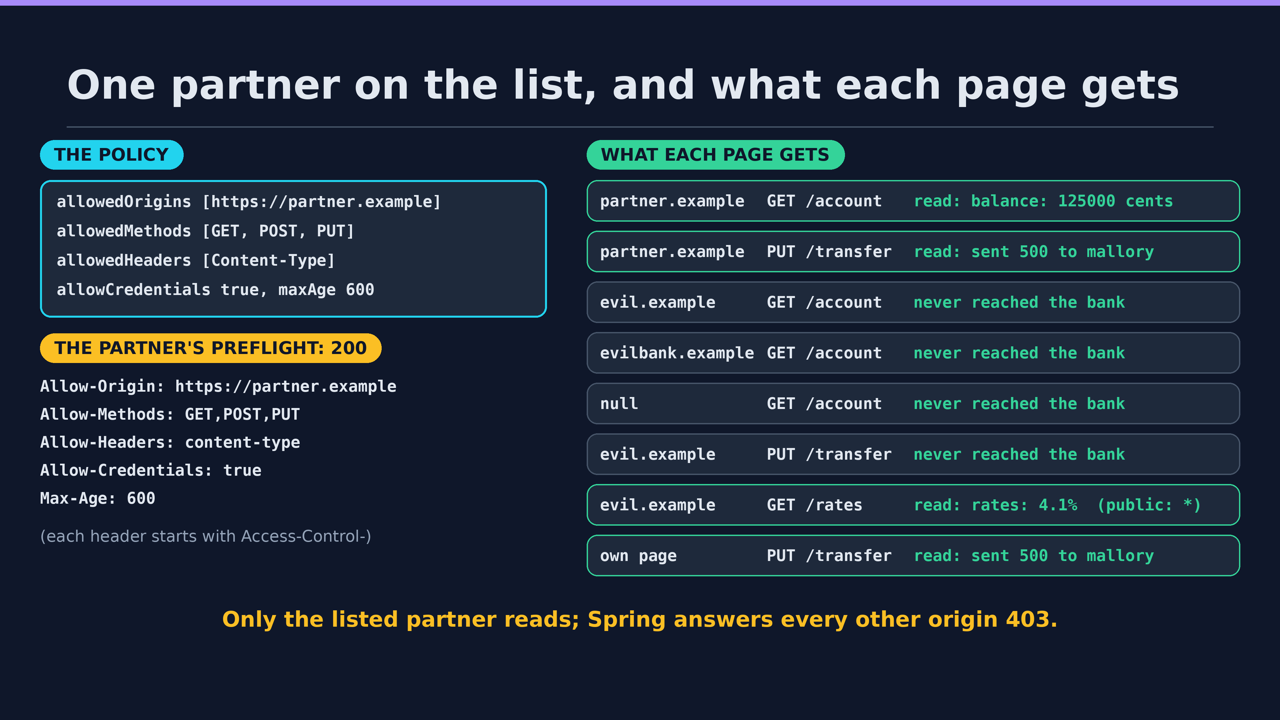 One partner on the list, and what each page gets
THE POLICY
allowedOrigins [https://partner.example]
allowedMethods [GET, POST, PUT]
allowedHeaders [Content-Type]
allowCredentials true, maxAge 600
THE PARTNER'S PREFLIGHT: 200
Allow-Origin: https://partner.example
Allow-Methods: GET,POST,PUT
Allow-Headers: content-type
Allow-Credentials: true
Max-Age: 600
(each header starts with Access-Control-)
WHAT EACH PAGE GETS
partner.example GET /account read: balance: 125000 cents
partner.example PUT /transfer read: sent 500 to mallory
evil.example GET /account never reached the bank
evilbank.example GET /account never reached the bank
null GET /account never reached the bank
evil.example PUT /transfer never reached the bank
evil.example GET /rates read: rates: 4.1% (public: *)
own page PUT /transfer read: sent 500 to mallory
Only the listed partner reads; Spring answers every other origin 403.